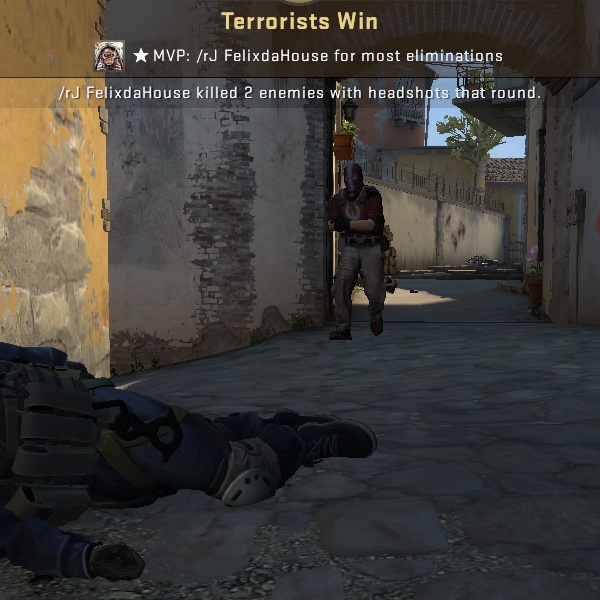 Terrorists Win
★ MVP: /rJ FelixdaHouse for most eliminations
/rJ FelixdaHouse killed 2 enemies with headshots that round.